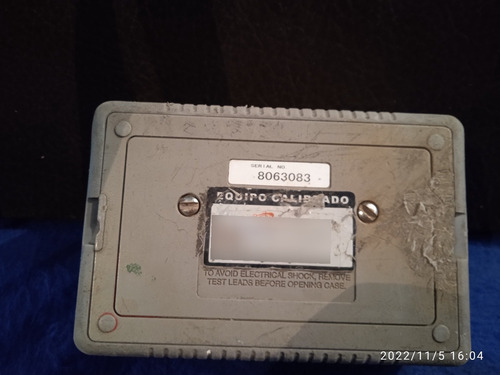 SERIAL NO.
8063083
EQUIPO CALIBRADO
TO AVOID ELECTRICAL SHOCK, REMOVE
TEST LEADS BEFORE OPENING CASE.
2022/11/5 16:04